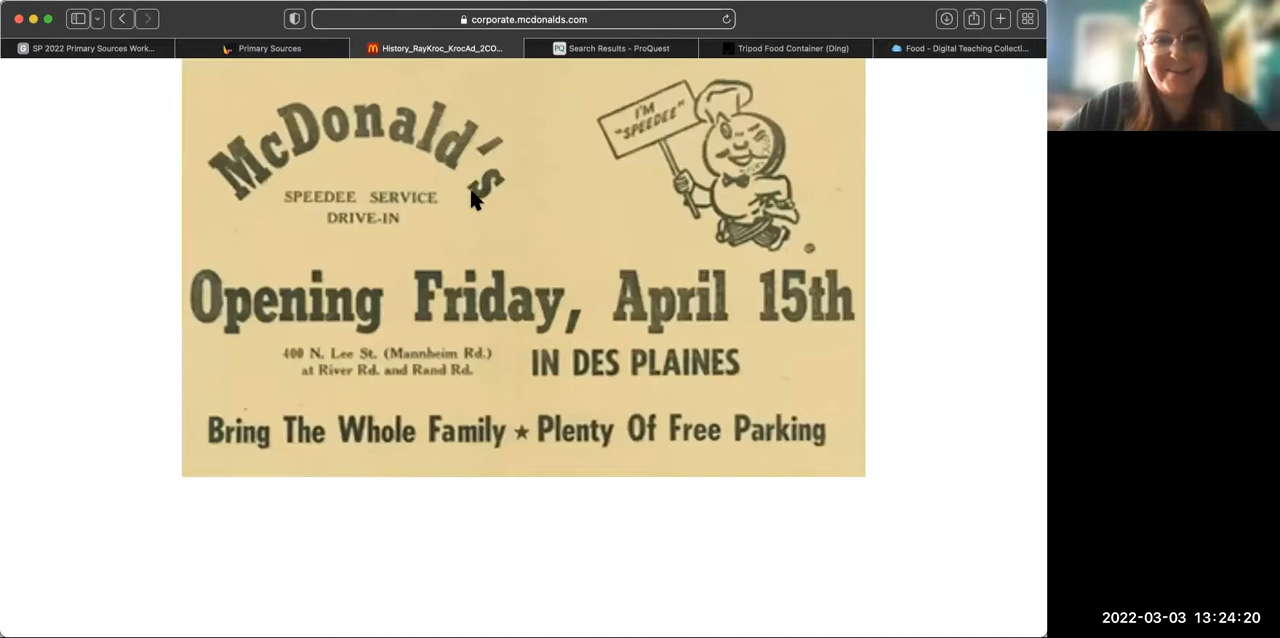 corporate.mcdonalds.com
SP 2022 Primary Sources Work...
Primary Sources
History_RayKroc_KrocAd_2CO...
PQ
Search Results - ProQuest
Tripod Food Container (Ding)
Food - Digital Teaching Collecti...
McDonald's
SPEEDEE SERVICE
DRIVE-IN
I'M
"SPEEDEE"
Opening Friday, April 15th
400 N. Lee St. (Mannheim Rd.)
at River Rd. and Rand Rd.
IN DES PLAINES
Bring The Whole Family ★ Plenty Of Free Parking
2022-03-03 13:24:20